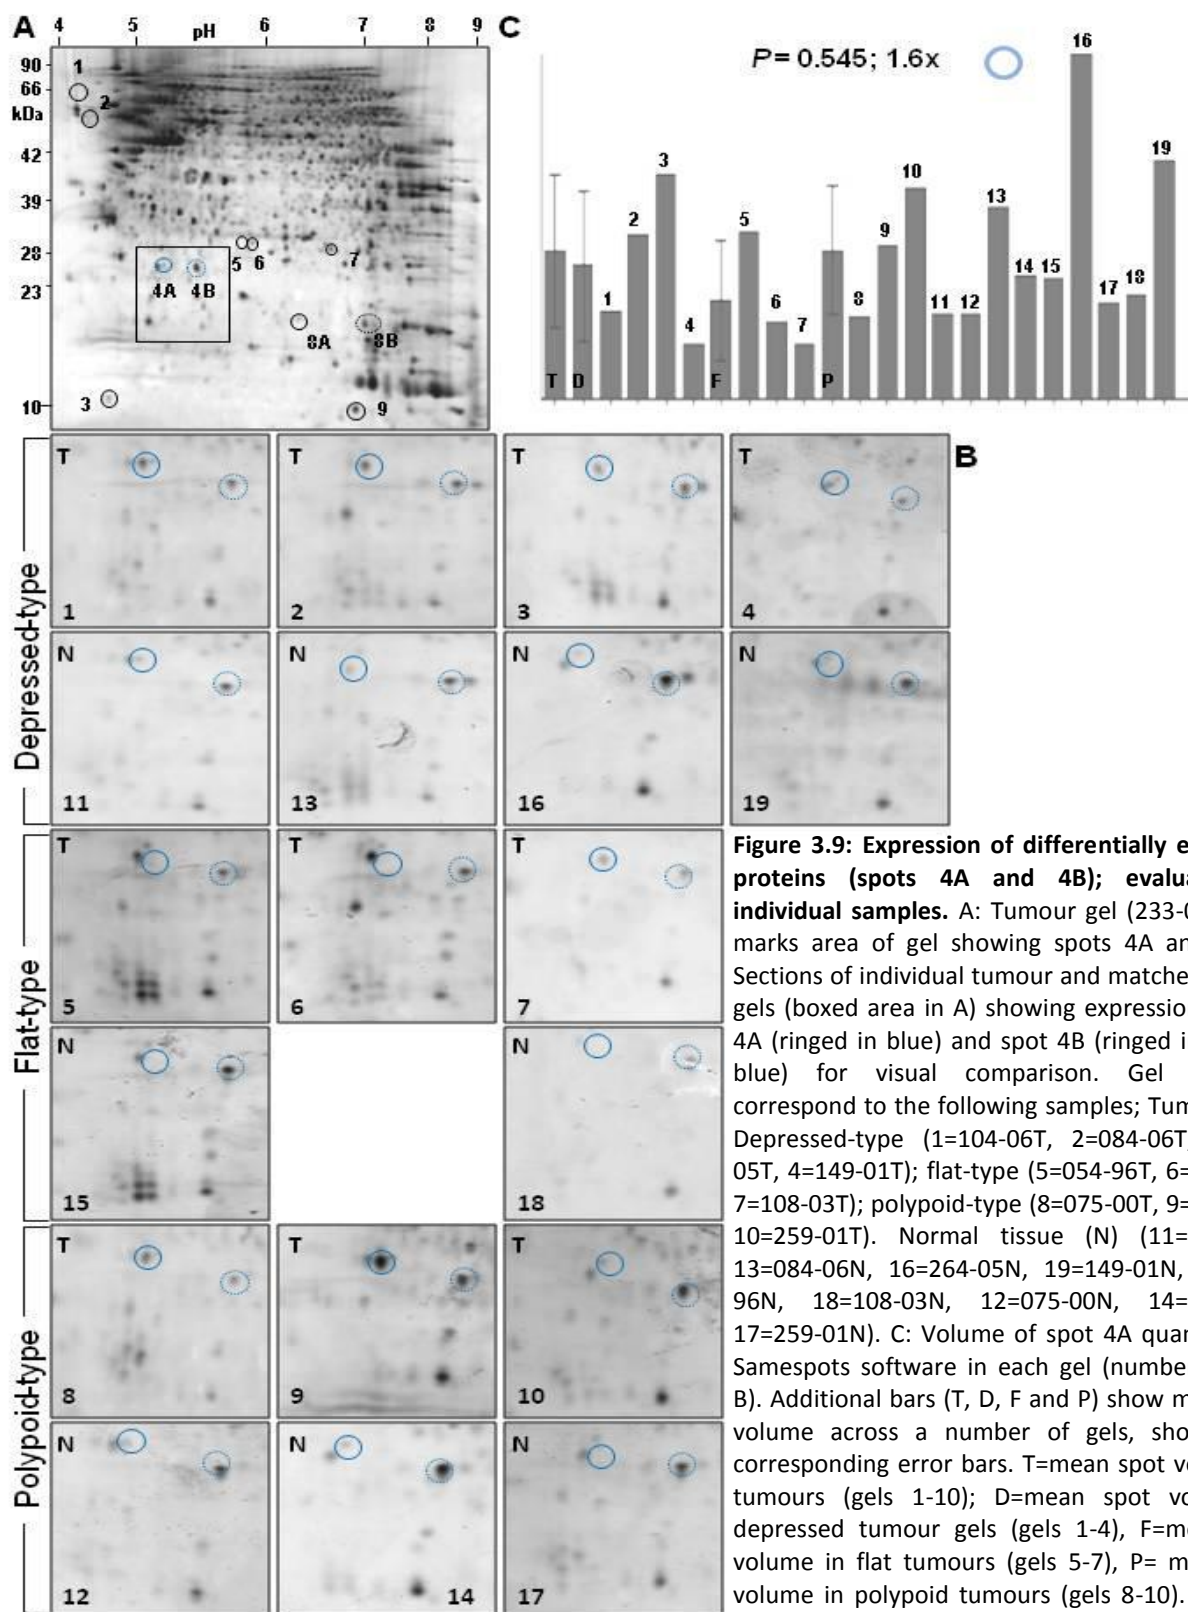 A
4 5 pH 6 7 8 9
90
66
kDa
42
39
28
23
10
1
2
5 6 7
4A 4B
8A 8B
3 9
C
P= 0.545; 1.6x
T D 1 2 3 4 F 5 6 7 P 8 9 10 11 12 13 14 15 16 17 18 19
B
Depressed-type
T 1
T 2
T 3
T 4
N 11
N 13
N 16
N 19
Flat-type
T 5
T 6
T 7
N 15
N 18
Polypoid-type
T 8
T 9
T 10
N 12
N 14
N 17
Figure 3.9: Expression of differentially e
proteins (spots 4A and 4B); evalua
individual samples. A: Tumour gel (233-0
marks area of gel showing spots 4A an
Sections of individual tumour and matche
gels (boxed area in A) showing expression
4A (ringed in blue) and spot 4B (ringed i
blue) for visual comparison. Gel
correspond to the following samples; Tum
Depressed-type (1=104-06T, 2=084-06T,
05T, 4=149-01T); flat-type (5=054-96T, 6=
7=108-03T); polypoid-type (8=075-00T, 9=
10=259-01T). Normal tissue (N) (11=
13=084-06N, 16=264-05N, 19=149-01N,
96N, 18=108-03N, 12=075-00N, 14=
17=259-01N). C: Volume of spot 4A quan
Samespots software in each gel (number
B). Additional bars (T, D, F and P) show m
volume across a number of gels, sho
corresponding error bars. T=mean spot v
tumours (gels 1-10); D=mean spot vo
depressed tumour gels (gels 1-4), F=me
volume in flat tumours (gels 5-7), P= m
volume in polypoid tumours (gels 8-10).